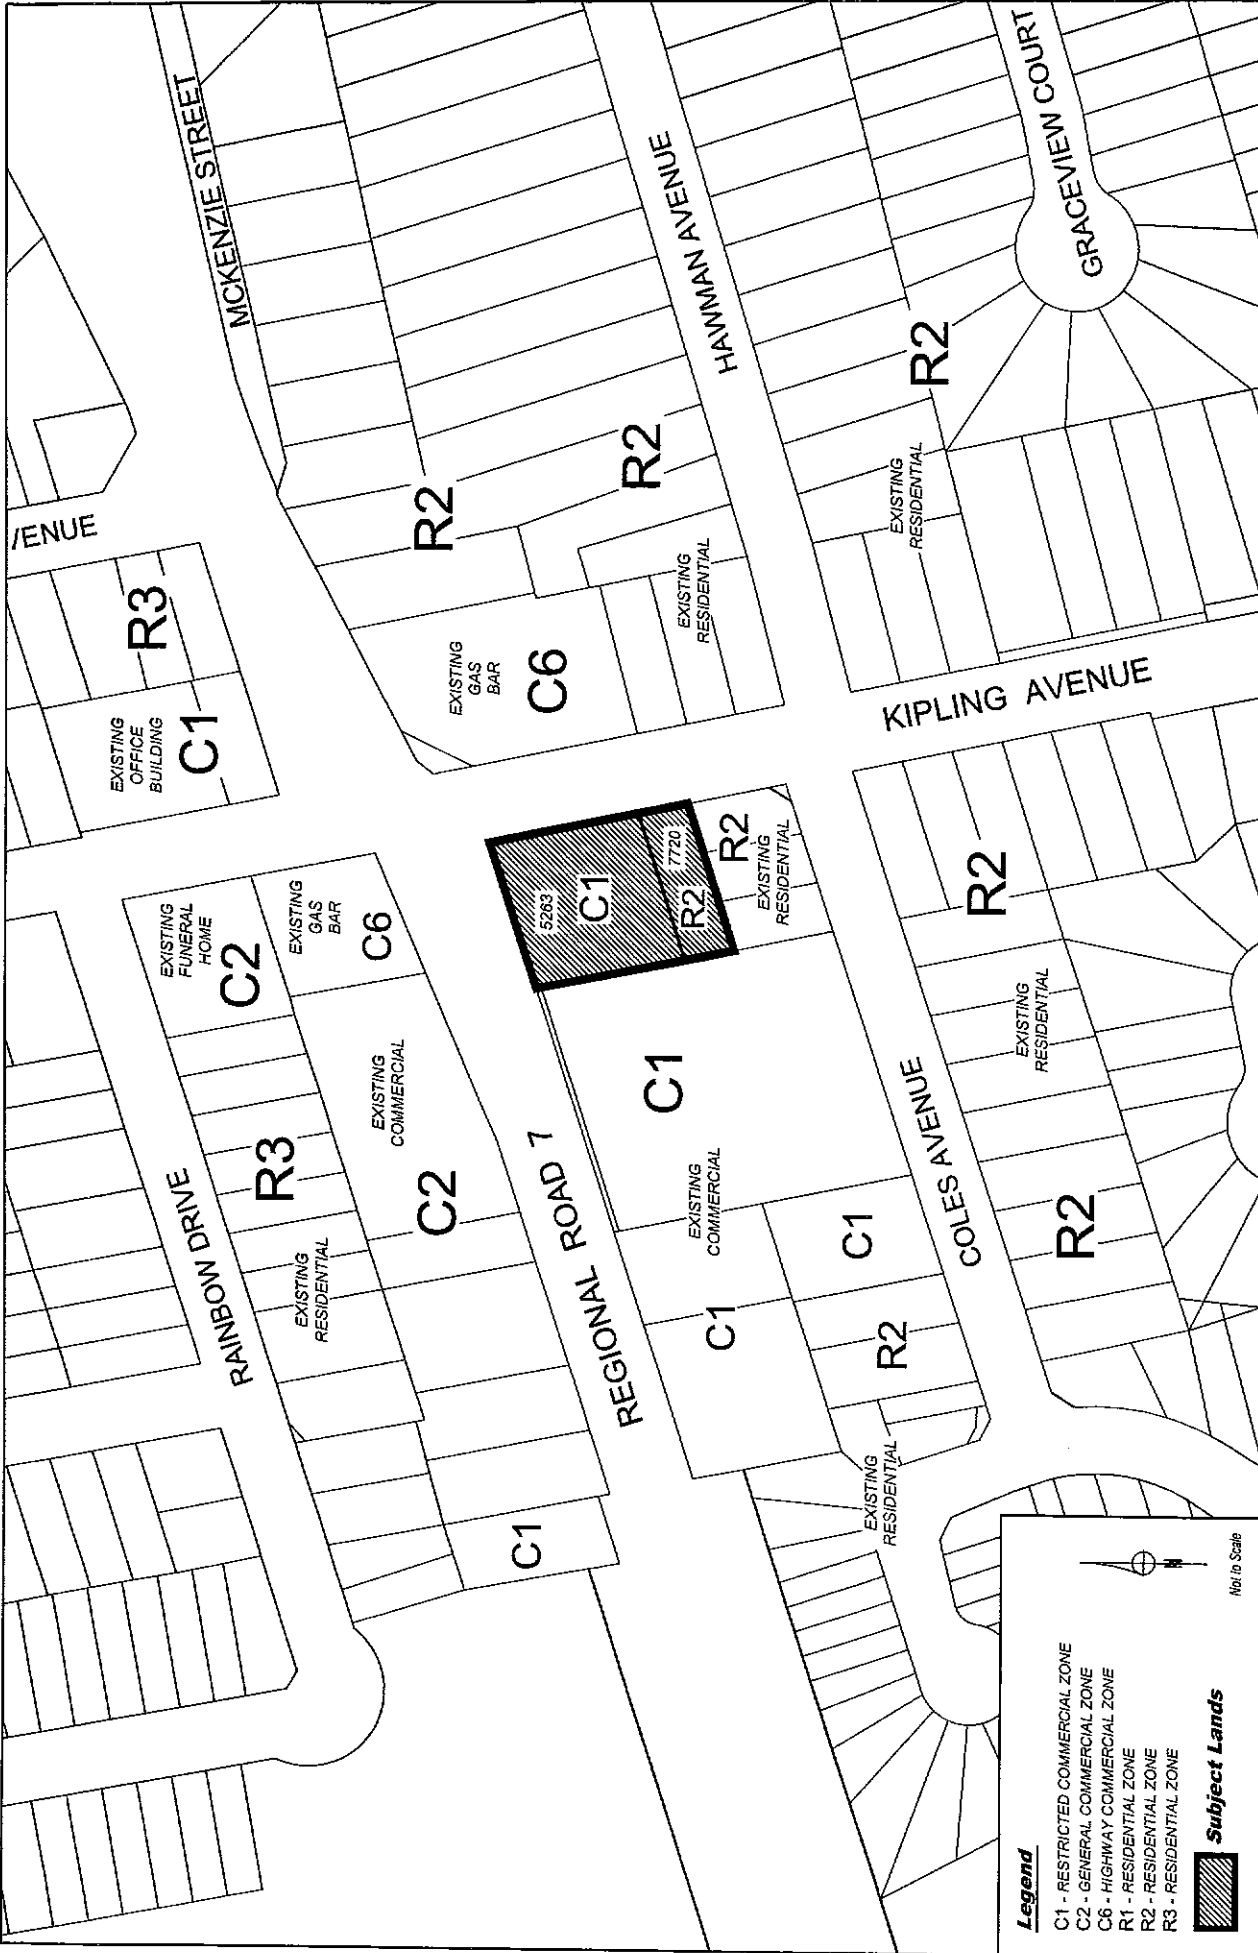 RAINBOW DRIVE
EXISTING
RESIDENTIAL
R3
EXISTING
FUNERAL
HOME
C2
EXISTING
OFFICE
BUILDING
C1
R3
/ENUE
MCKENZIE STREET
C1
C2
EXISTING
COMMERCIAL
EXISTING
GAS
BAR
C6
REGIONAL ROAD 7
R2
EXISTING
GAS
BAR
C6
5263
C1
7720
R2
R2
EXISTING
RESIDENTIAL
EXISTING
RESIDENTIAL
R2
HAWMAN AVENUE
C1
EXISTING
COMMERCIAL
C1
C1
R2
EXISTING
RESIDENTIAL
COLES AVENUE
KIPLING AVENUE
EXISTING
RESIDENTIAL
R2
GRACEVIEW COURT
R2
EXISTING
RESIDENTIAL
R2
Legend
C1 - RESTRICTED COMMERCIAL ZONE
C2 - GENERAL COMMERCIAL ZONE
C6 - HIGHWAY COMMERCIAL ZONE
R1 - RESIDENTIAL ZONE
R2 - RESIDENTIAL ZONE
R3 - RESIDENTIAL ZONE
Subject Lands
N
Not to Scale